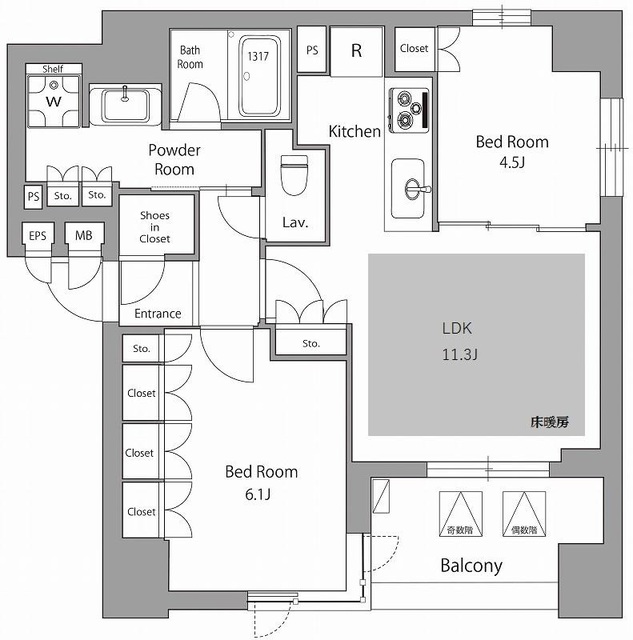 Bath
Room
1317
PS
R
Closet
Shelf
W
Kitchen
Bed Room
4.5J
Powder
Room
PS
Sto.
Sto.
Lav.
Shoes
in
Closet
EPS
MB
Entrance
LDK
11.3J
床暖房
Sto.
Sto.
Closet
Closet
Closet
Bed Room
6.1J
奇数階
偶数階
Balcony